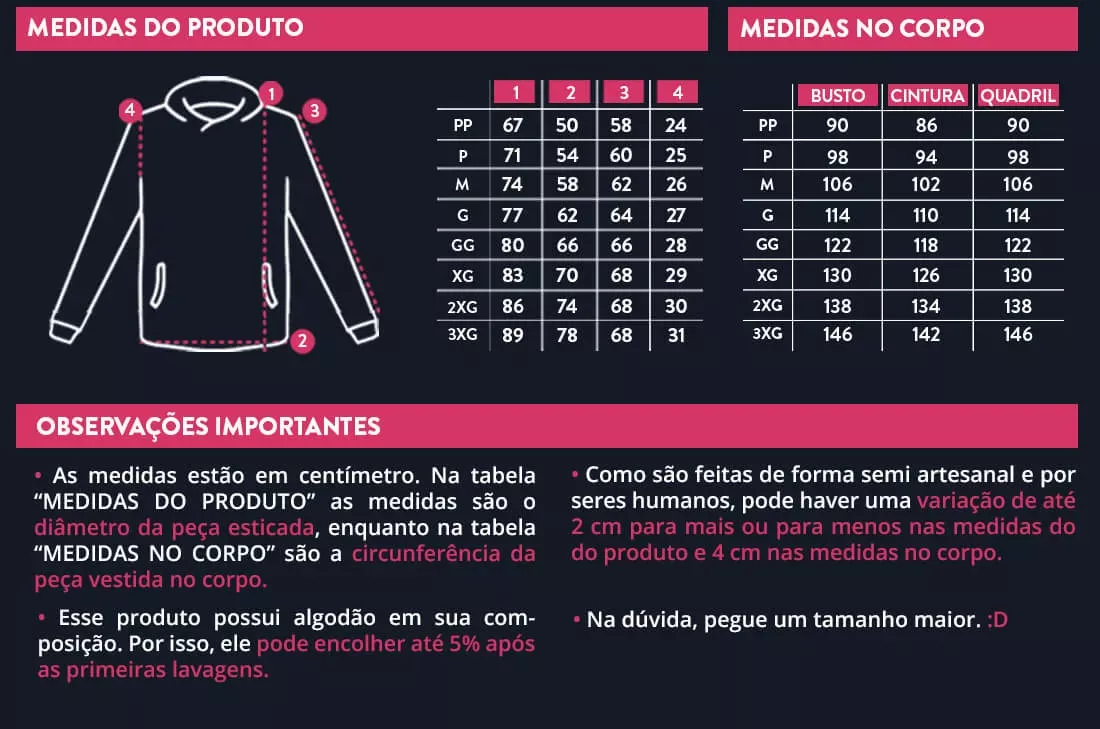 MEDIDAS DO PRODUTO
4
1
3
2
1 2 3 4
PP 67 50 58 24
P 71 54 60 25
M 74 58 62 26
G 77 62 64 27
GG 80 66 66 28
XG 83 70 68 29
2XG 86 74 68 30
3XG 89 78 68 31
MEDIDAS NO CORPO
BUSTO CINTURA QUADRIL
PP 90 86 90
P 98 94 98
M 106 102 106
G 114 110 114
GG 122 118 122
XG 130 126 130
2XG 138 134 138
3XG 146 142 146
OBSERVAÇÕES IMPORTANTES
• As medidas estão em centímetro. Na tabela
“MEDIDAS DO PRODUTO” as medidas são o
diâmetro da peça esticada, enquanto na tabela
“MEDIDAS NO CORPO” são a circunferência da
peça vestida no corpo.
• Esse produto possui algodão em sua com-
posição. Por isso, ele pode encolher até 5% após
as primeiras lavagens.
• Como são feitas de forma semi artesanal e por
seres humanos, pode haver uma variação de até
2 cm para mais ou para menos nas medidas do
do produto e 4 cm nas medidas no corpo.
• Na dúvida, pegue um tamanho maior. :D